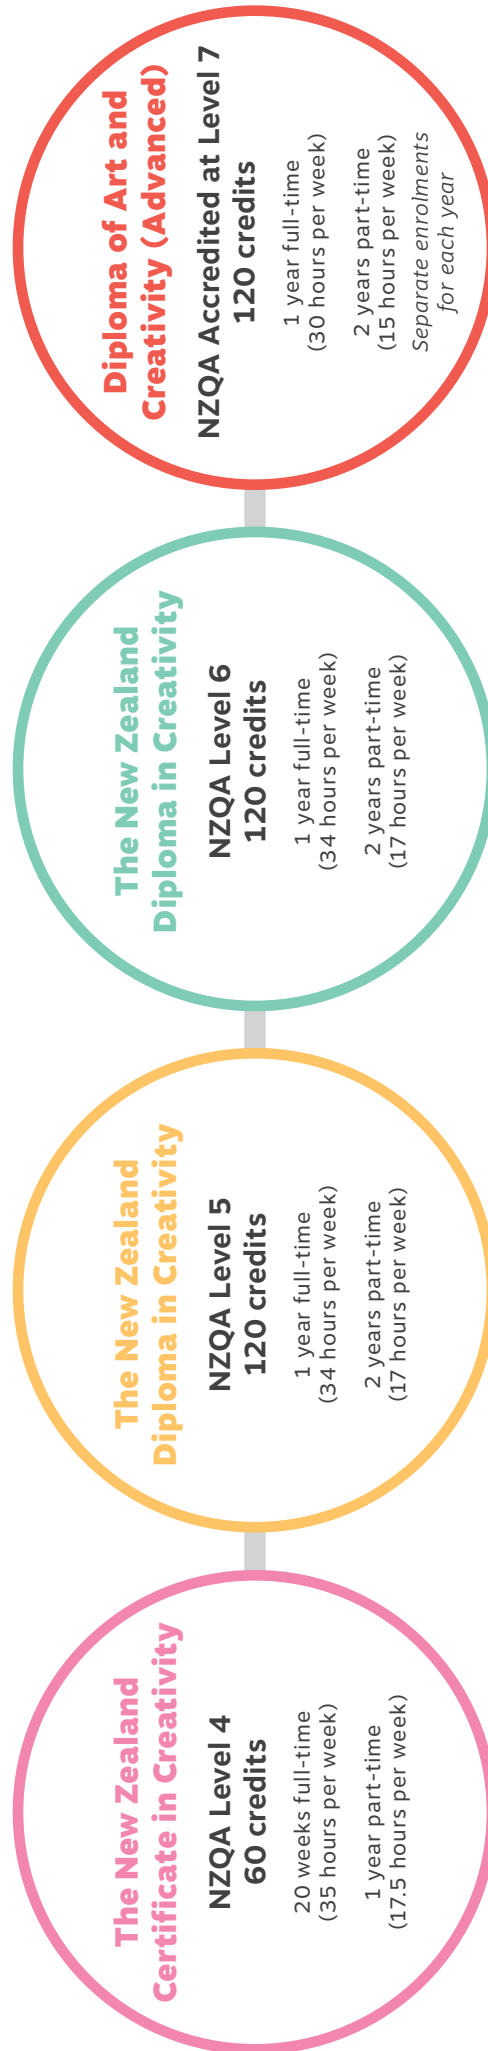 The New Zealand
Certificate in Creativity
NZQA Level 4
60 credits
20 weeks full-time
(35 hours per week)
1 year part-time
(17.5 hours per week)
The New Zealand
Diploma in Creativity
NZQA Level 5
120 credits
1 year full-time
(34 hours per week)
2 years part-time
(17 hours per week)
The New Zealand
Diploma in Creativity
NZQA Level 6
120 credits
1 year full-time
(34 hours per week)
2 years part-time
(17 hours per week)
Diploma of Art and
Creativity (Advanced)
NZQA Accredited at Level 7
120 credits
1 year full-time
(30 hours per week)
2 years part-time
(15 hours per week)
Separate enrolments
for each year